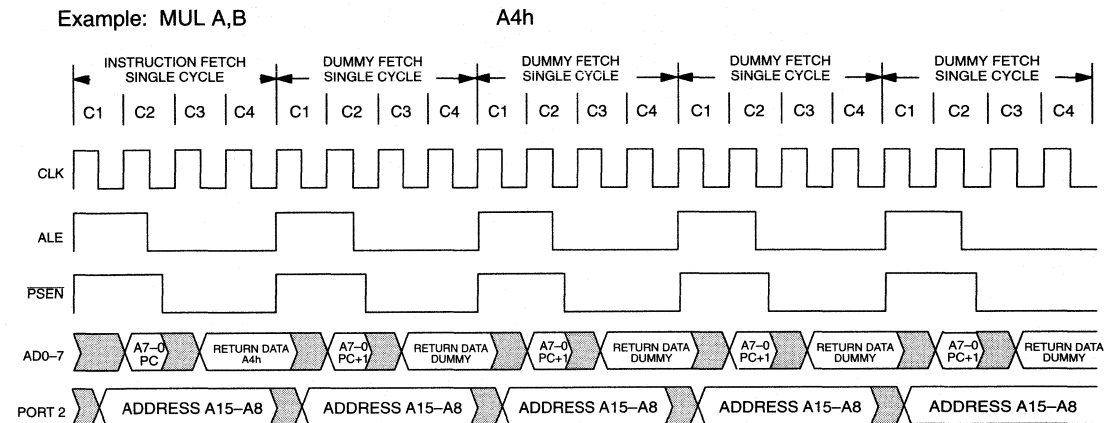 Example: MUL A,B A4h
INSTRUCTION FETCH DUMMY FETCH DUMMY FETCH DUMMY FETCH DUMMY FETCH
SINGLE CYCLE SINGLE CYCLE SINGLE CYCLE SINGLE CYCLE SINGLE CYCLE
C1 C2 C3 C4 C1 C2 C3 C4 C1 C2 C3 C4 C1 C2 C3 C4 C1 C2 C3 C4
CLK
ALE
PSEN
AD0–7 A7–0 PC RETURN DATA A4h A7–0 PC+1 RETURN DATA DUMMY A7–0 PC+1 RETURN DATA DUMMY A7–0 PC+1 RETURN DATA DUMMY A7–0 PC+1 RETURN DATA DUMMY
PORT 2 ADDRESS A15–A8 ADDRESS A15–A8 ADDRESS A15–A8 ADDRESS A15–A8 ADDRESS A15–A8